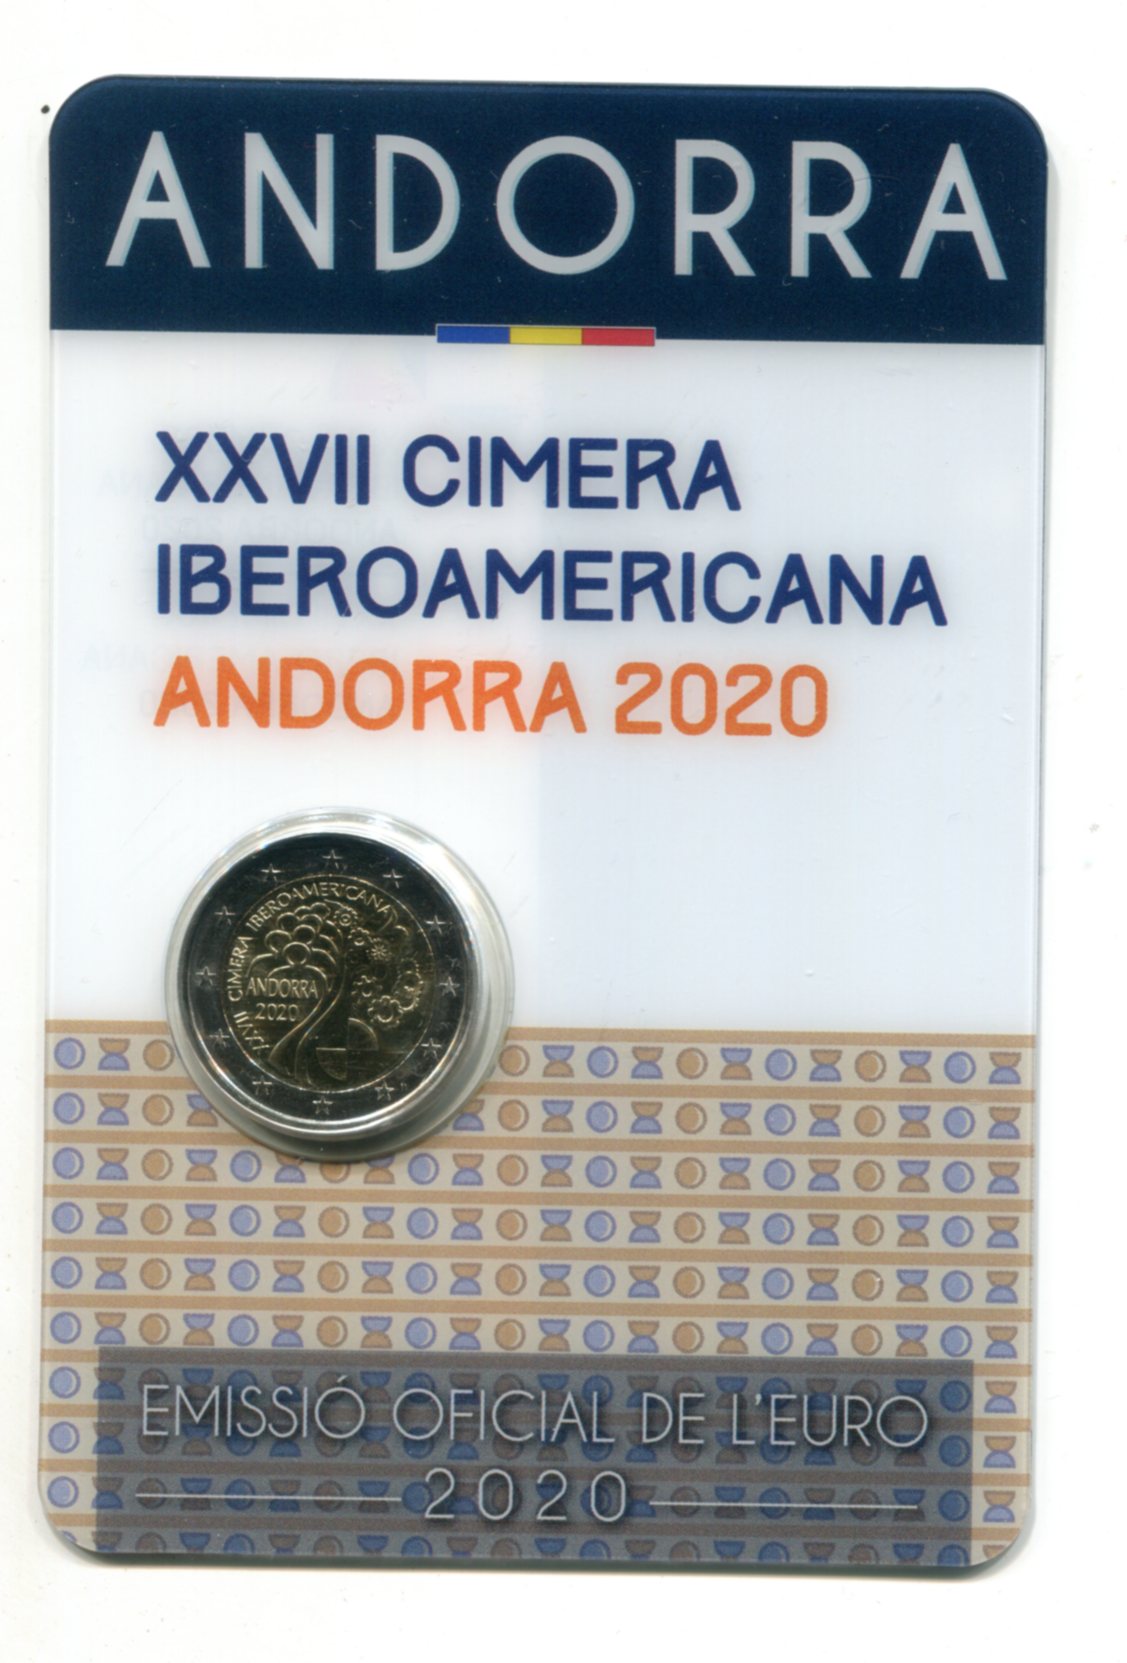 ANDORRA
XXVII CIMERA
IBEROAMERICANA
ANDORRA 2020
XXVII CIMERA IBEROAMERICANA
ANDORRA
2020
EMISSIÓ OFICIAL DE L'EURO
2020